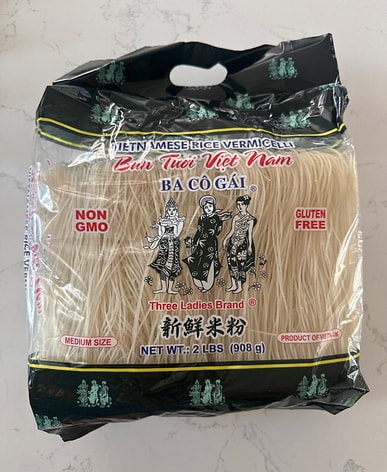 VIETNAMESE RICE VERMICELLI
Bún Tươi Việt Nam
BA CÔ GÁI ®
NON
GMO
GLUTEN
FREE
Three Ladies Brand ®
新鮮米粉
MEDIUM SIZE
PRODUCT OF VIETNAM
NET WT.: 2 LBS (908 g)